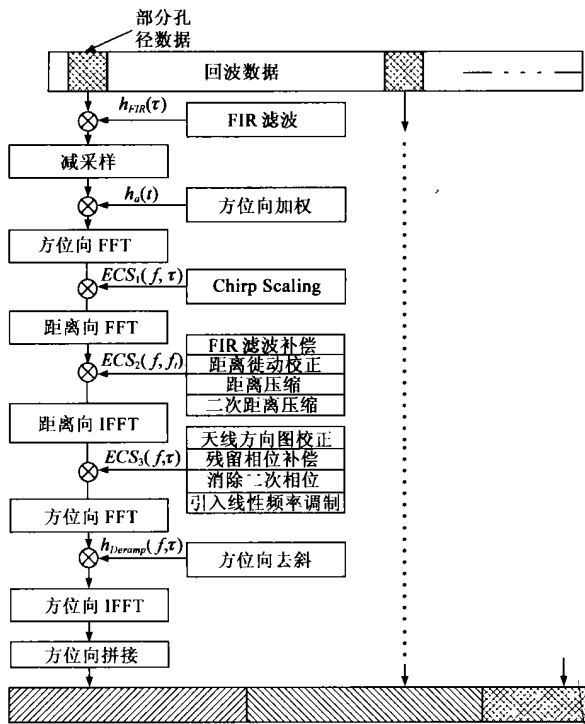 部分孔
径数据
回波数据
h_{FIR}(τ)
FIR 滤波
减采样
h_a(t)
方位向加权
方位向 FFT
ECS_1(f, τ)
Chirp Scaling
距离向 FFT
FIR 滤波补偿
ECS_2(f, f_τ)
距离徙动校正
距离压缩
二次距离压缩
距离向 IFFT
天线方向图校正
ECS_3(f,τ)
残留相位补偿
消除二次相位
引入线性频率调制
方位向 FFT
h_{Deramp}(f,τ)
方位向去斜
方位向 IFFT
方位向拼接